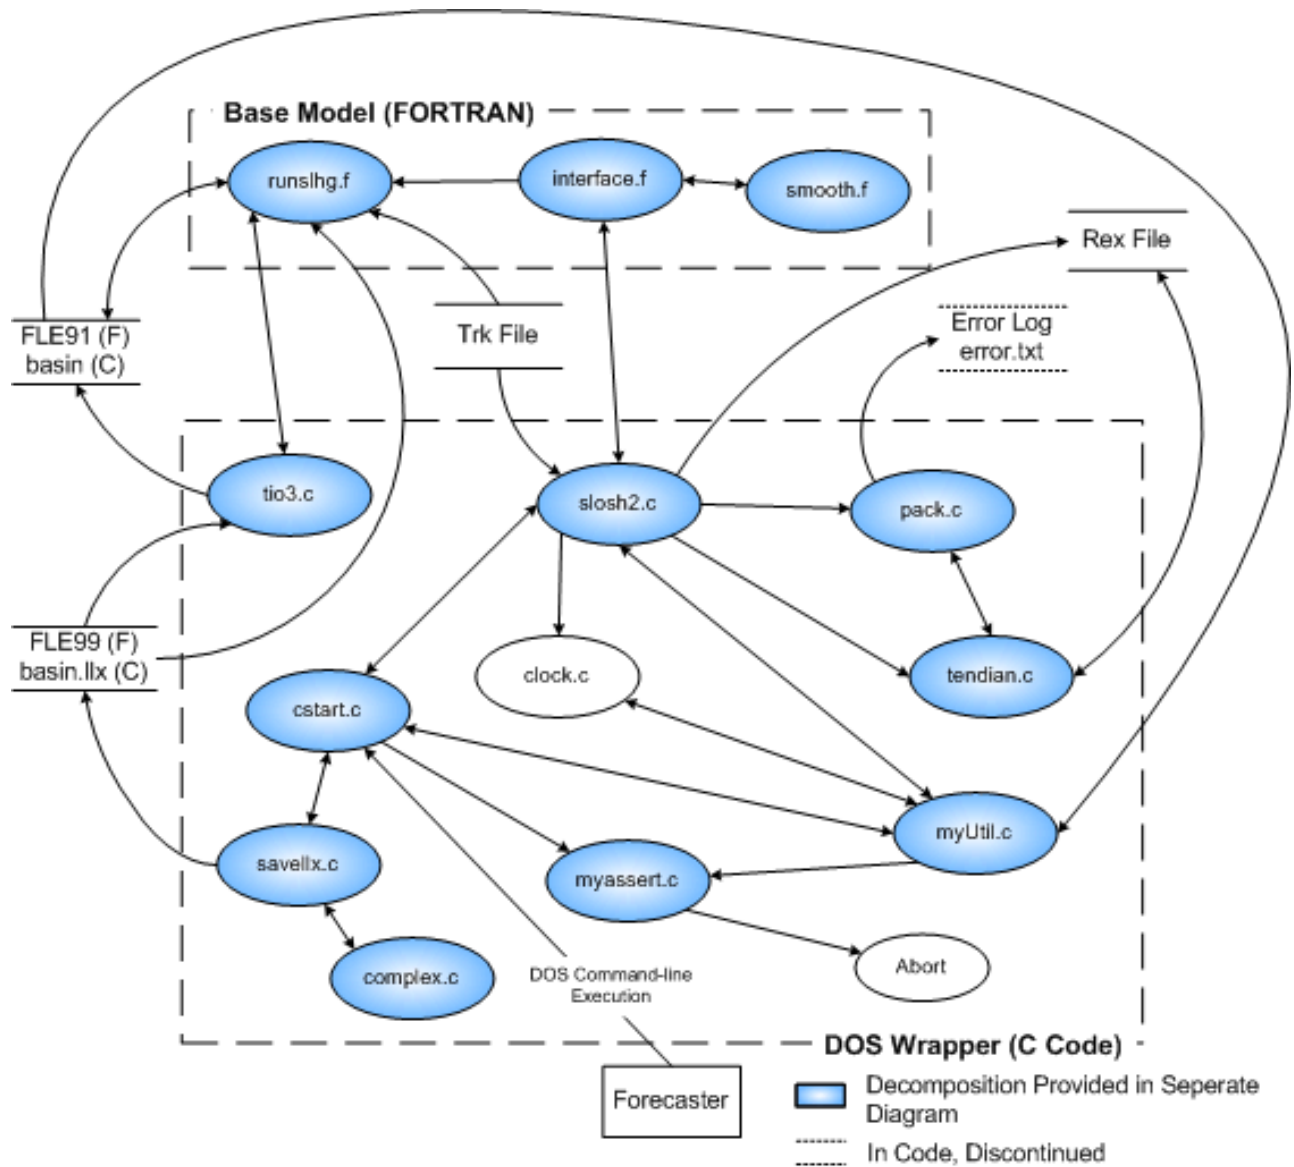 Base Model (FORTRAN)
runslhg.f
interface.f
smooth.f
Rex File
Trk File
Error Log
error.txt
FLE91 (F)
basin (C)
tio3.c
slosh2.c
pack.c
FLE99 (F)
basin.llx (C)
clock.c
tendian.c
cstart.c
myUtil.c
savellx.c
myassert.c
complex.c
Abort
DOS Command-line
Execution
DOS Wrapper (C Code)
Forecaster
Decomposition Provided in Seperate
Diagram
In Code, Discontinued